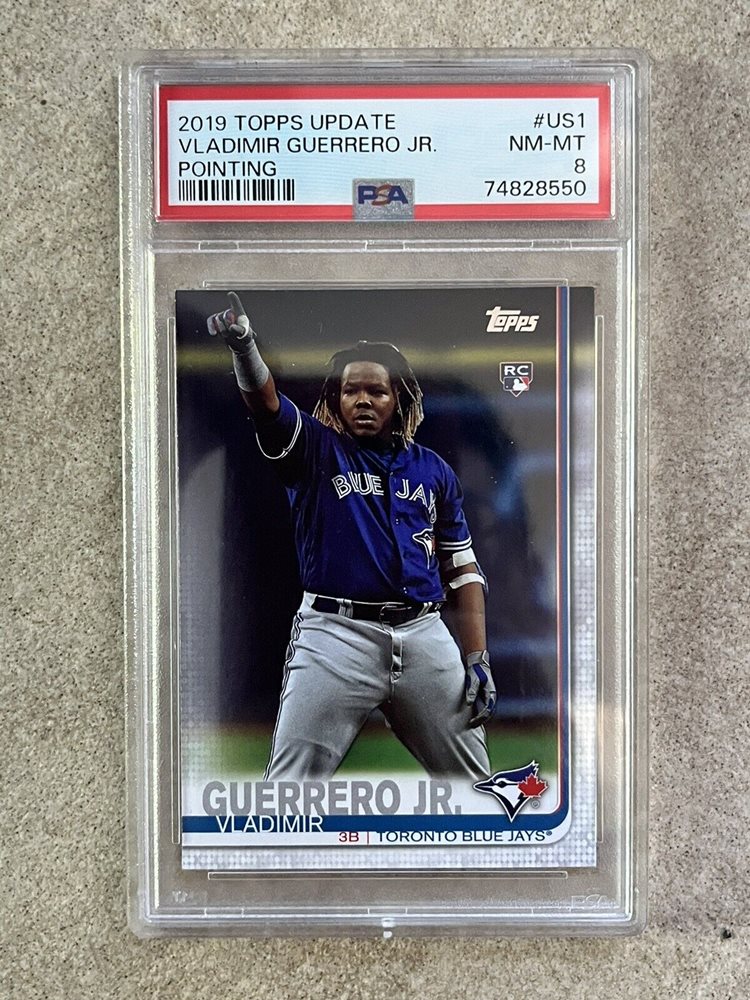 2019 TOPPS UPDATE #US1
VLADIMIR GUERRERO JR. NM-MT
POINTING 8
PSA 74828550
Topps
RC
BLUE JA
GUERRERO JR.
VLADIMIR
3B | TORONTO BLUE JAYS®
©